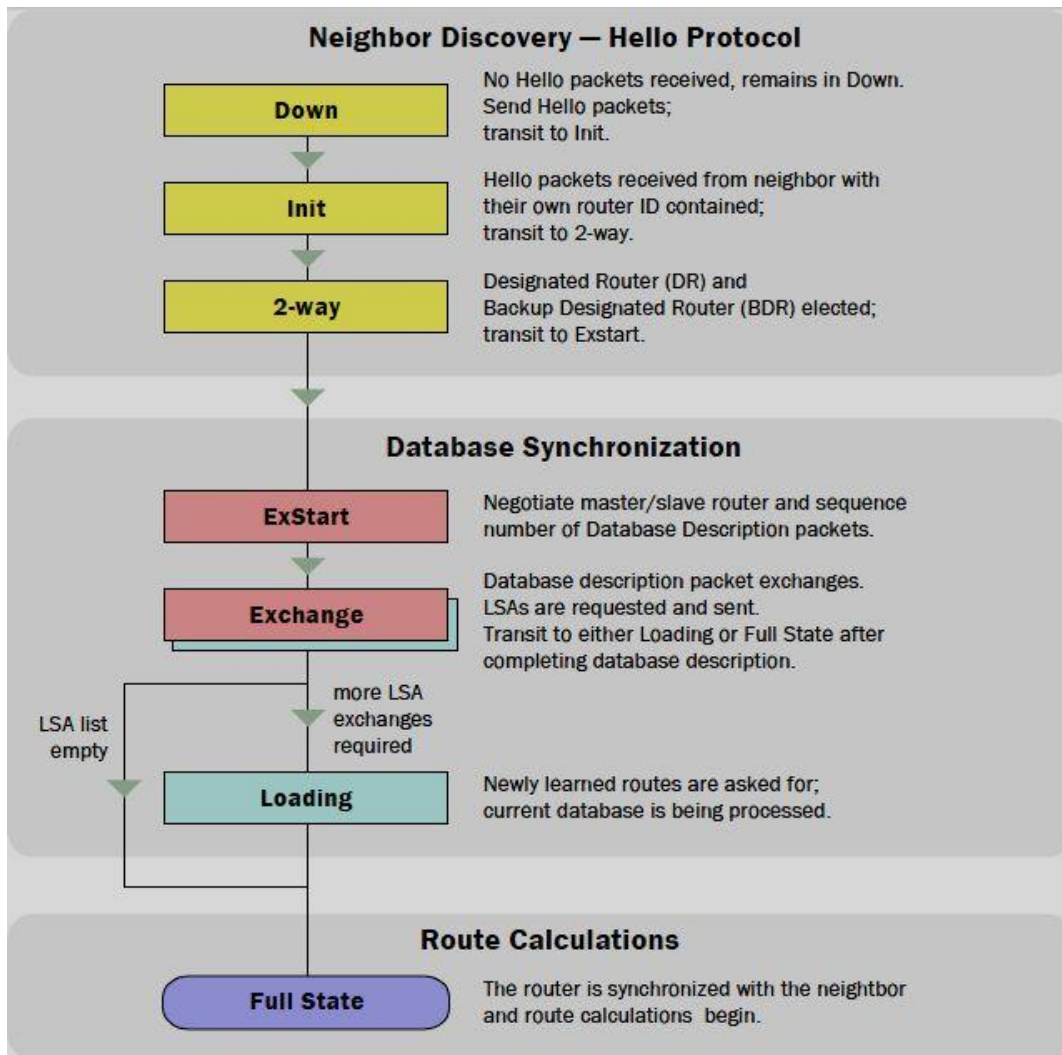 Neighbor Discovery — Hello Protocol
Down
No Hello packets received, remains in Down.
Send Hello packets;
transit to Init.
Init
Hello packets received from neighbor with
their own router ID contained;
transit to 2-way.
2-way
Designated Router (DR) and
Backup Designated Router (BDR) elected;
transit to Exstart.
Database Synchronization
ExStart
Negotiate master/slave router and sequence
number of Database Description packets.
Exchange
Database description packet exchanges.
LSAs are requested and sent.
Transit to either Loading or Full State after
completing database description.
LSA list
empty
more LSA
exchanges
required
Loading
Newly learned routes are asked for;
current database is being processed.
Route Calculations
Full State
The router is synchronized with the neightbor
and route calculations begin.